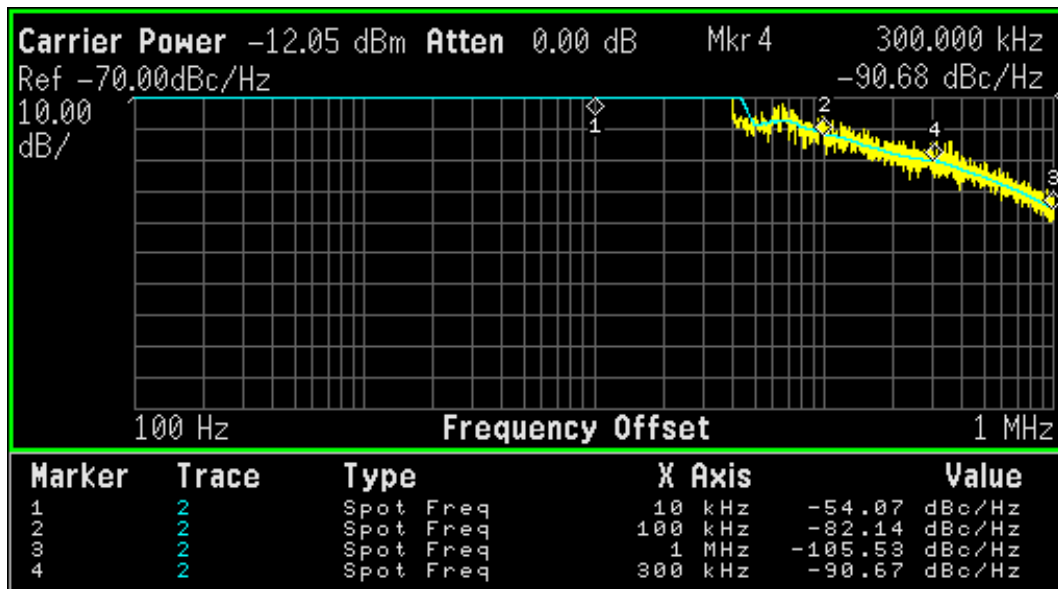 Carrier Power -12.05 dBm Atten 0.00 dB Mkr 4 300.000 kHz
Ref -70.00dBc/Hz -90.68 dBc/Hz
10.00
dB/
1
2
4
3
100 Hz Frequency Offset 1 MHz
Marker Trace Type X Axis Value
1 2 Spot Freq 10 kHz -54.07 dBc/Hz
2 2 Spot Freq 100 kHz -82.14 dBc/Hz
3 2 Spot Freq 1 MHz -105.53 dBc/Hz
4 2 Spot Freq 300 kHz -90.67 dBc/Hz